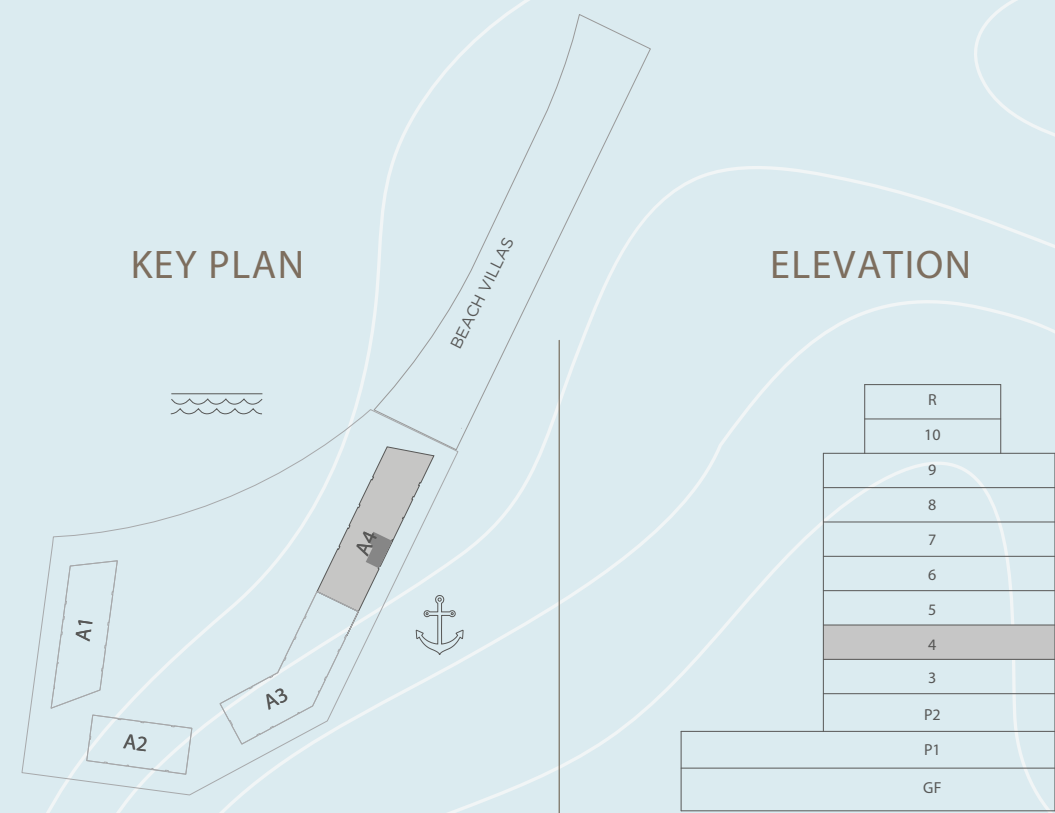 KEY PLAN
ELEVATION
BEACH VILLAS
A4
A1
A3
A2
R
10
9
8
7
6
5
4
3
P2
P1
GF